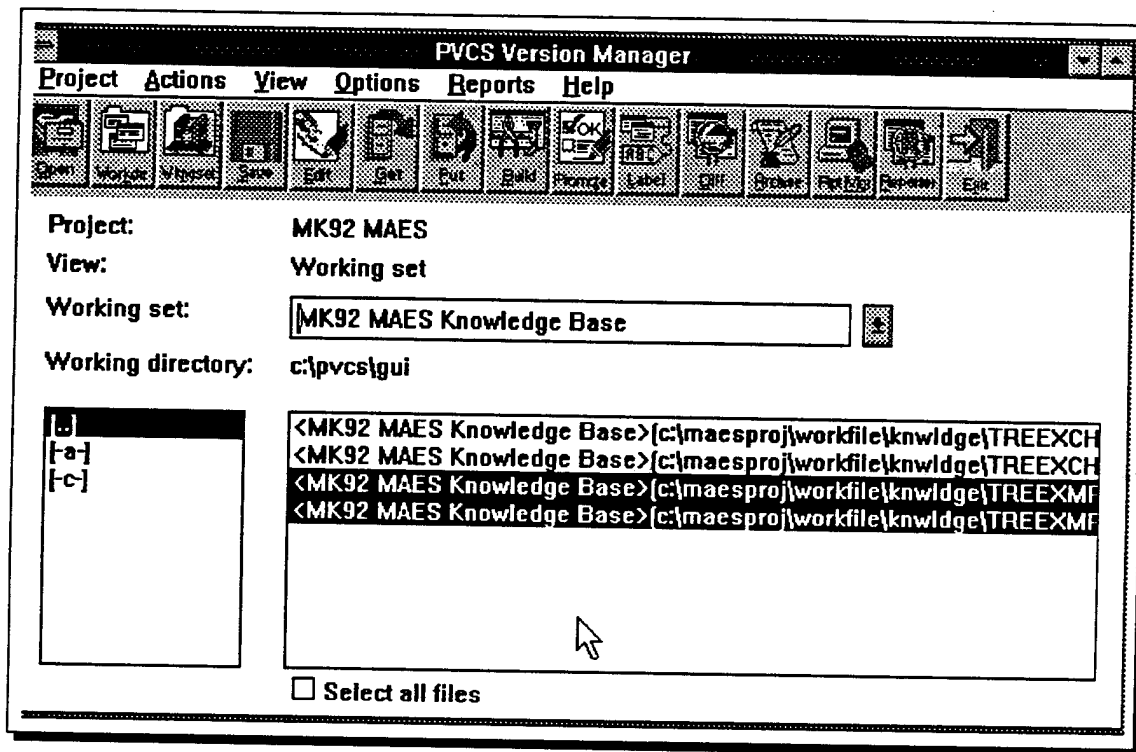 PVCS Version Manager
Project Actions View Options Reports Help
Open Workdir Wkngset Save Edit Get Put Build Promote Label Diff Archive Exit
Project: MK92 MAES
View: Working set
Working set: MK92 MAES Knowledge Base
Working directory: c:\pvcs\gui
[..]
[-a-]
[-c-]
<MK92 MAES Knowledge Base>[c:\maesproj\workfile\knwldge\TREEXCH
<MK92 MAES Knowledge Base>[c:\maesproj\workfile\knwldge\TREEXCH
<MK92 MAES Knowledge Base>[c:\maesproj\workfile\knwldge\TREEXMF
<MK92 MAES Knowledge Base>[c:\maesproj\workfile\knwldge\TREEXMF
Select all files